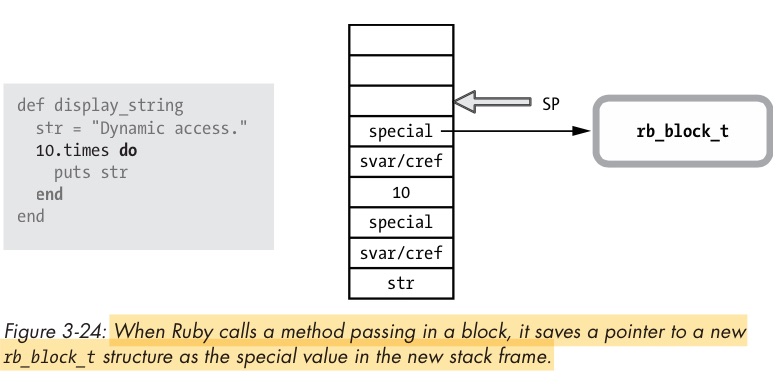 def display_string
  str = "Dynamic access."
  10.times do
    puts str
  end
end
SP
special
rb_block_t
svar/cref
10
special
svar/cref
str
Figure 3-24: When Ruby calls a method passing in a block, it saves a pointer to a new
rb_block_t structure as the special value in the new stack frame.